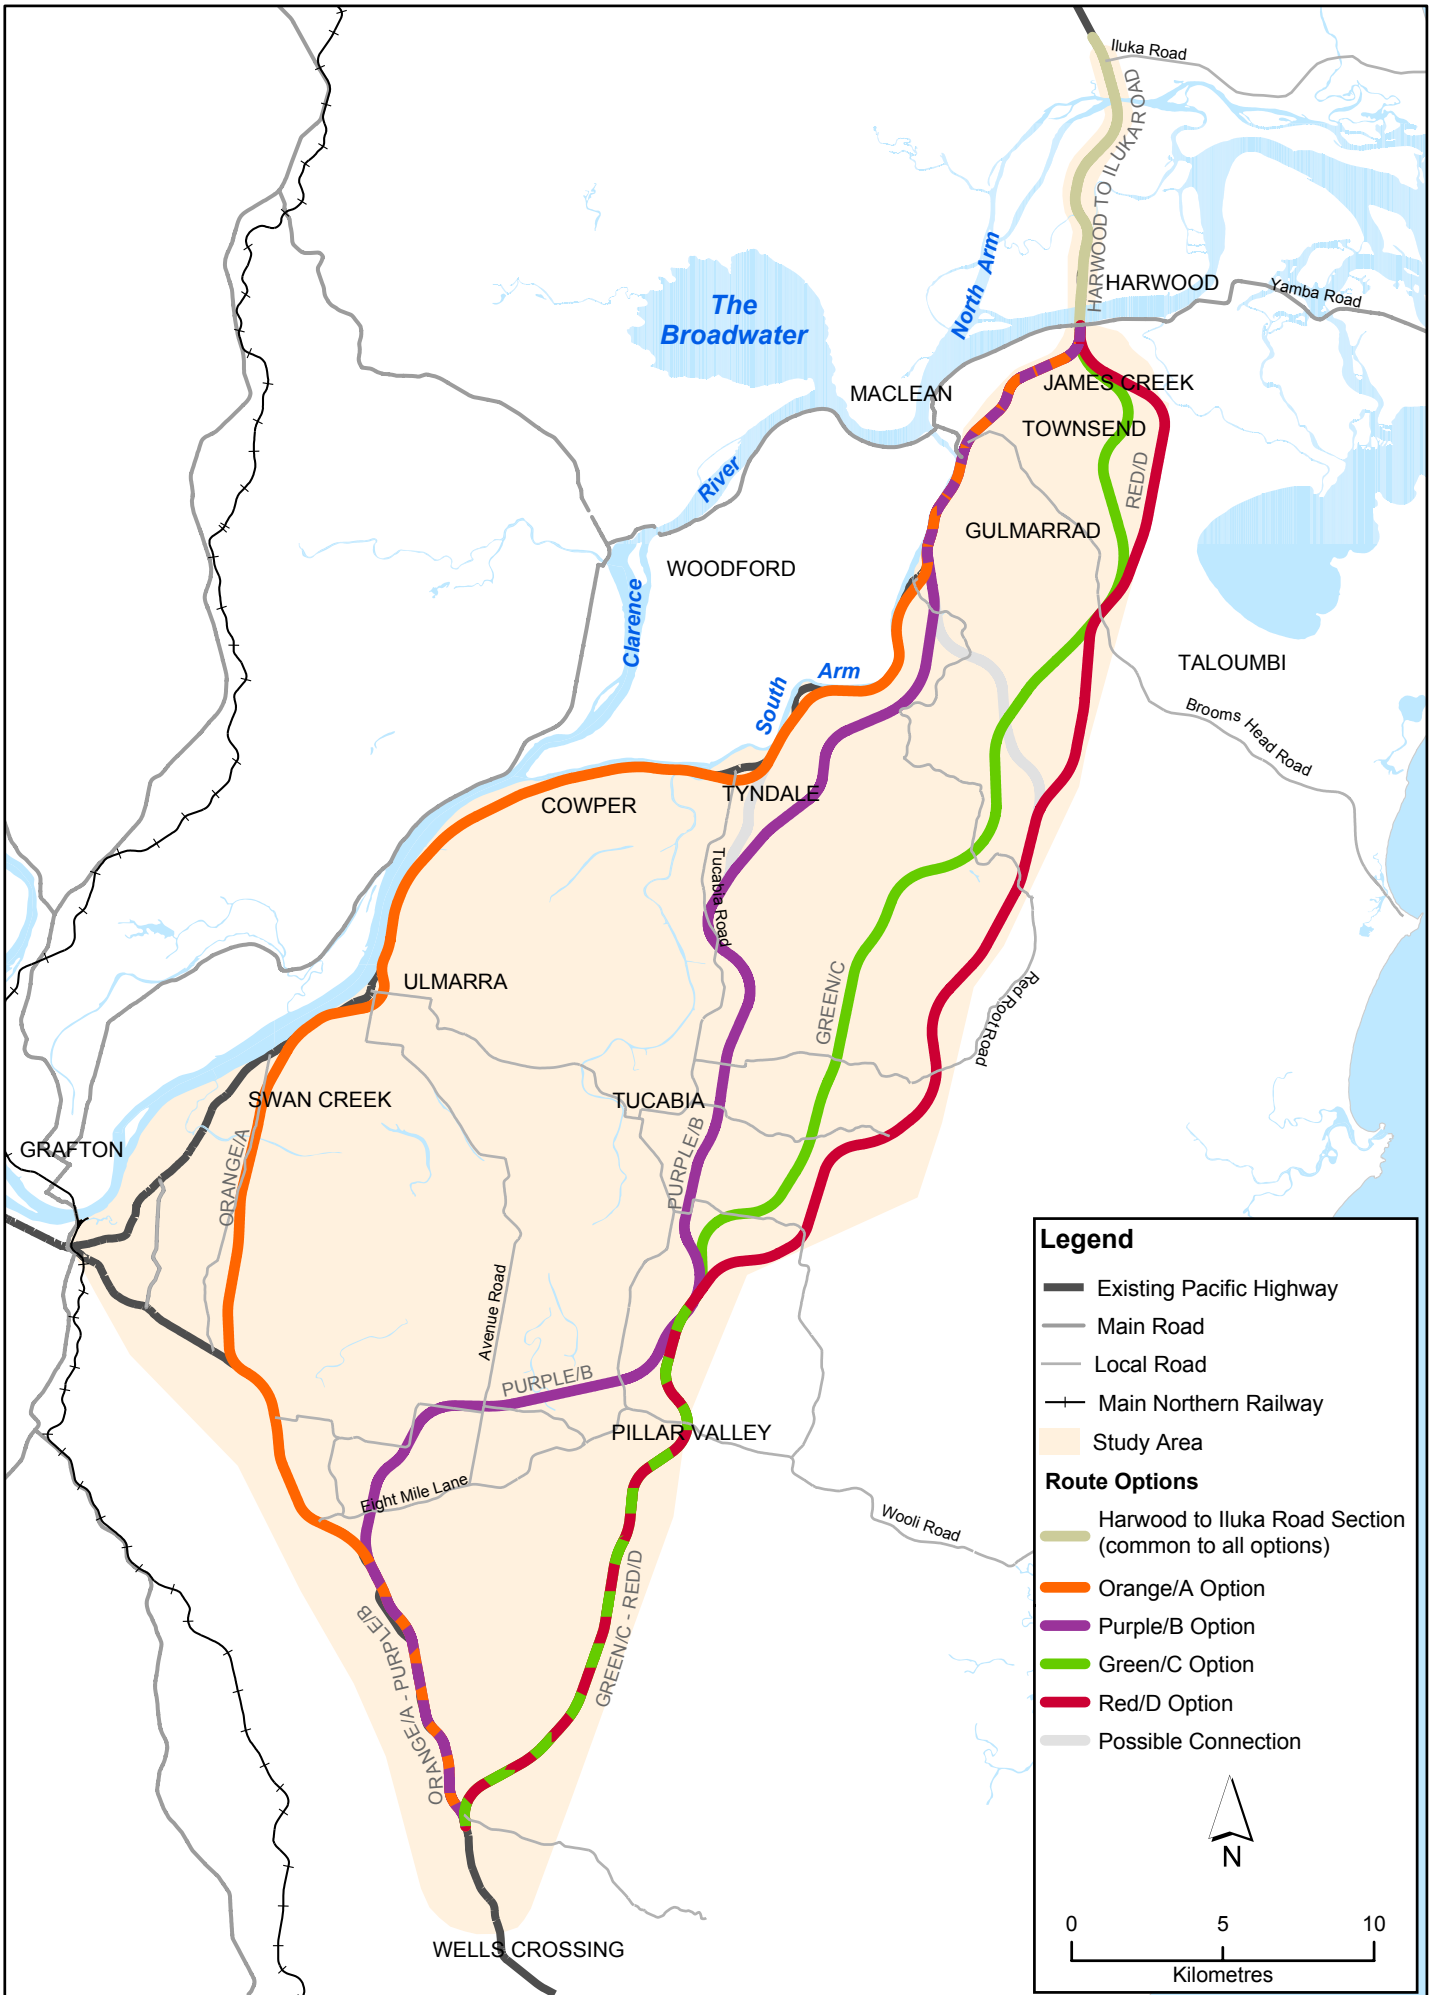 Iluka Road
HARWOOD TO ILUKAROAD
North Arm
HARWOOD
Yamba Road
The
Broadwater
MACLEAN
JAMES CREEK
TOWNSEND
River
RED/D
GULMARRAD
WOODFORD
Clarence
TALOUMBI
South
Arm
Brooms Head Road
COWPER
TYNDALE
Tucabia Road
ULMARRA
GREEN/C
Red Root Road
SWAN CREEK
TUCABIA
GRAFTON
ORANGE/A
PURPLE/B
Avenue Road
PURPLE/B
PILLAR VALLEY
Eight Mile Lane
Wooli Road
ORANGE/A - PURPLE/B
GREEN/C - RED/D
WELLS CROSSING
Legend
Existing Pacific Highway
Main Road
Local Road
Main Northern Railway
Study Area
Route Options
Harwood to Iluka Road Section
(common to all options)
Orange/A Option
Purple/B Option
Green/C Option
Red/D Option
Possible Connection
N
0 5 10
Kilometres